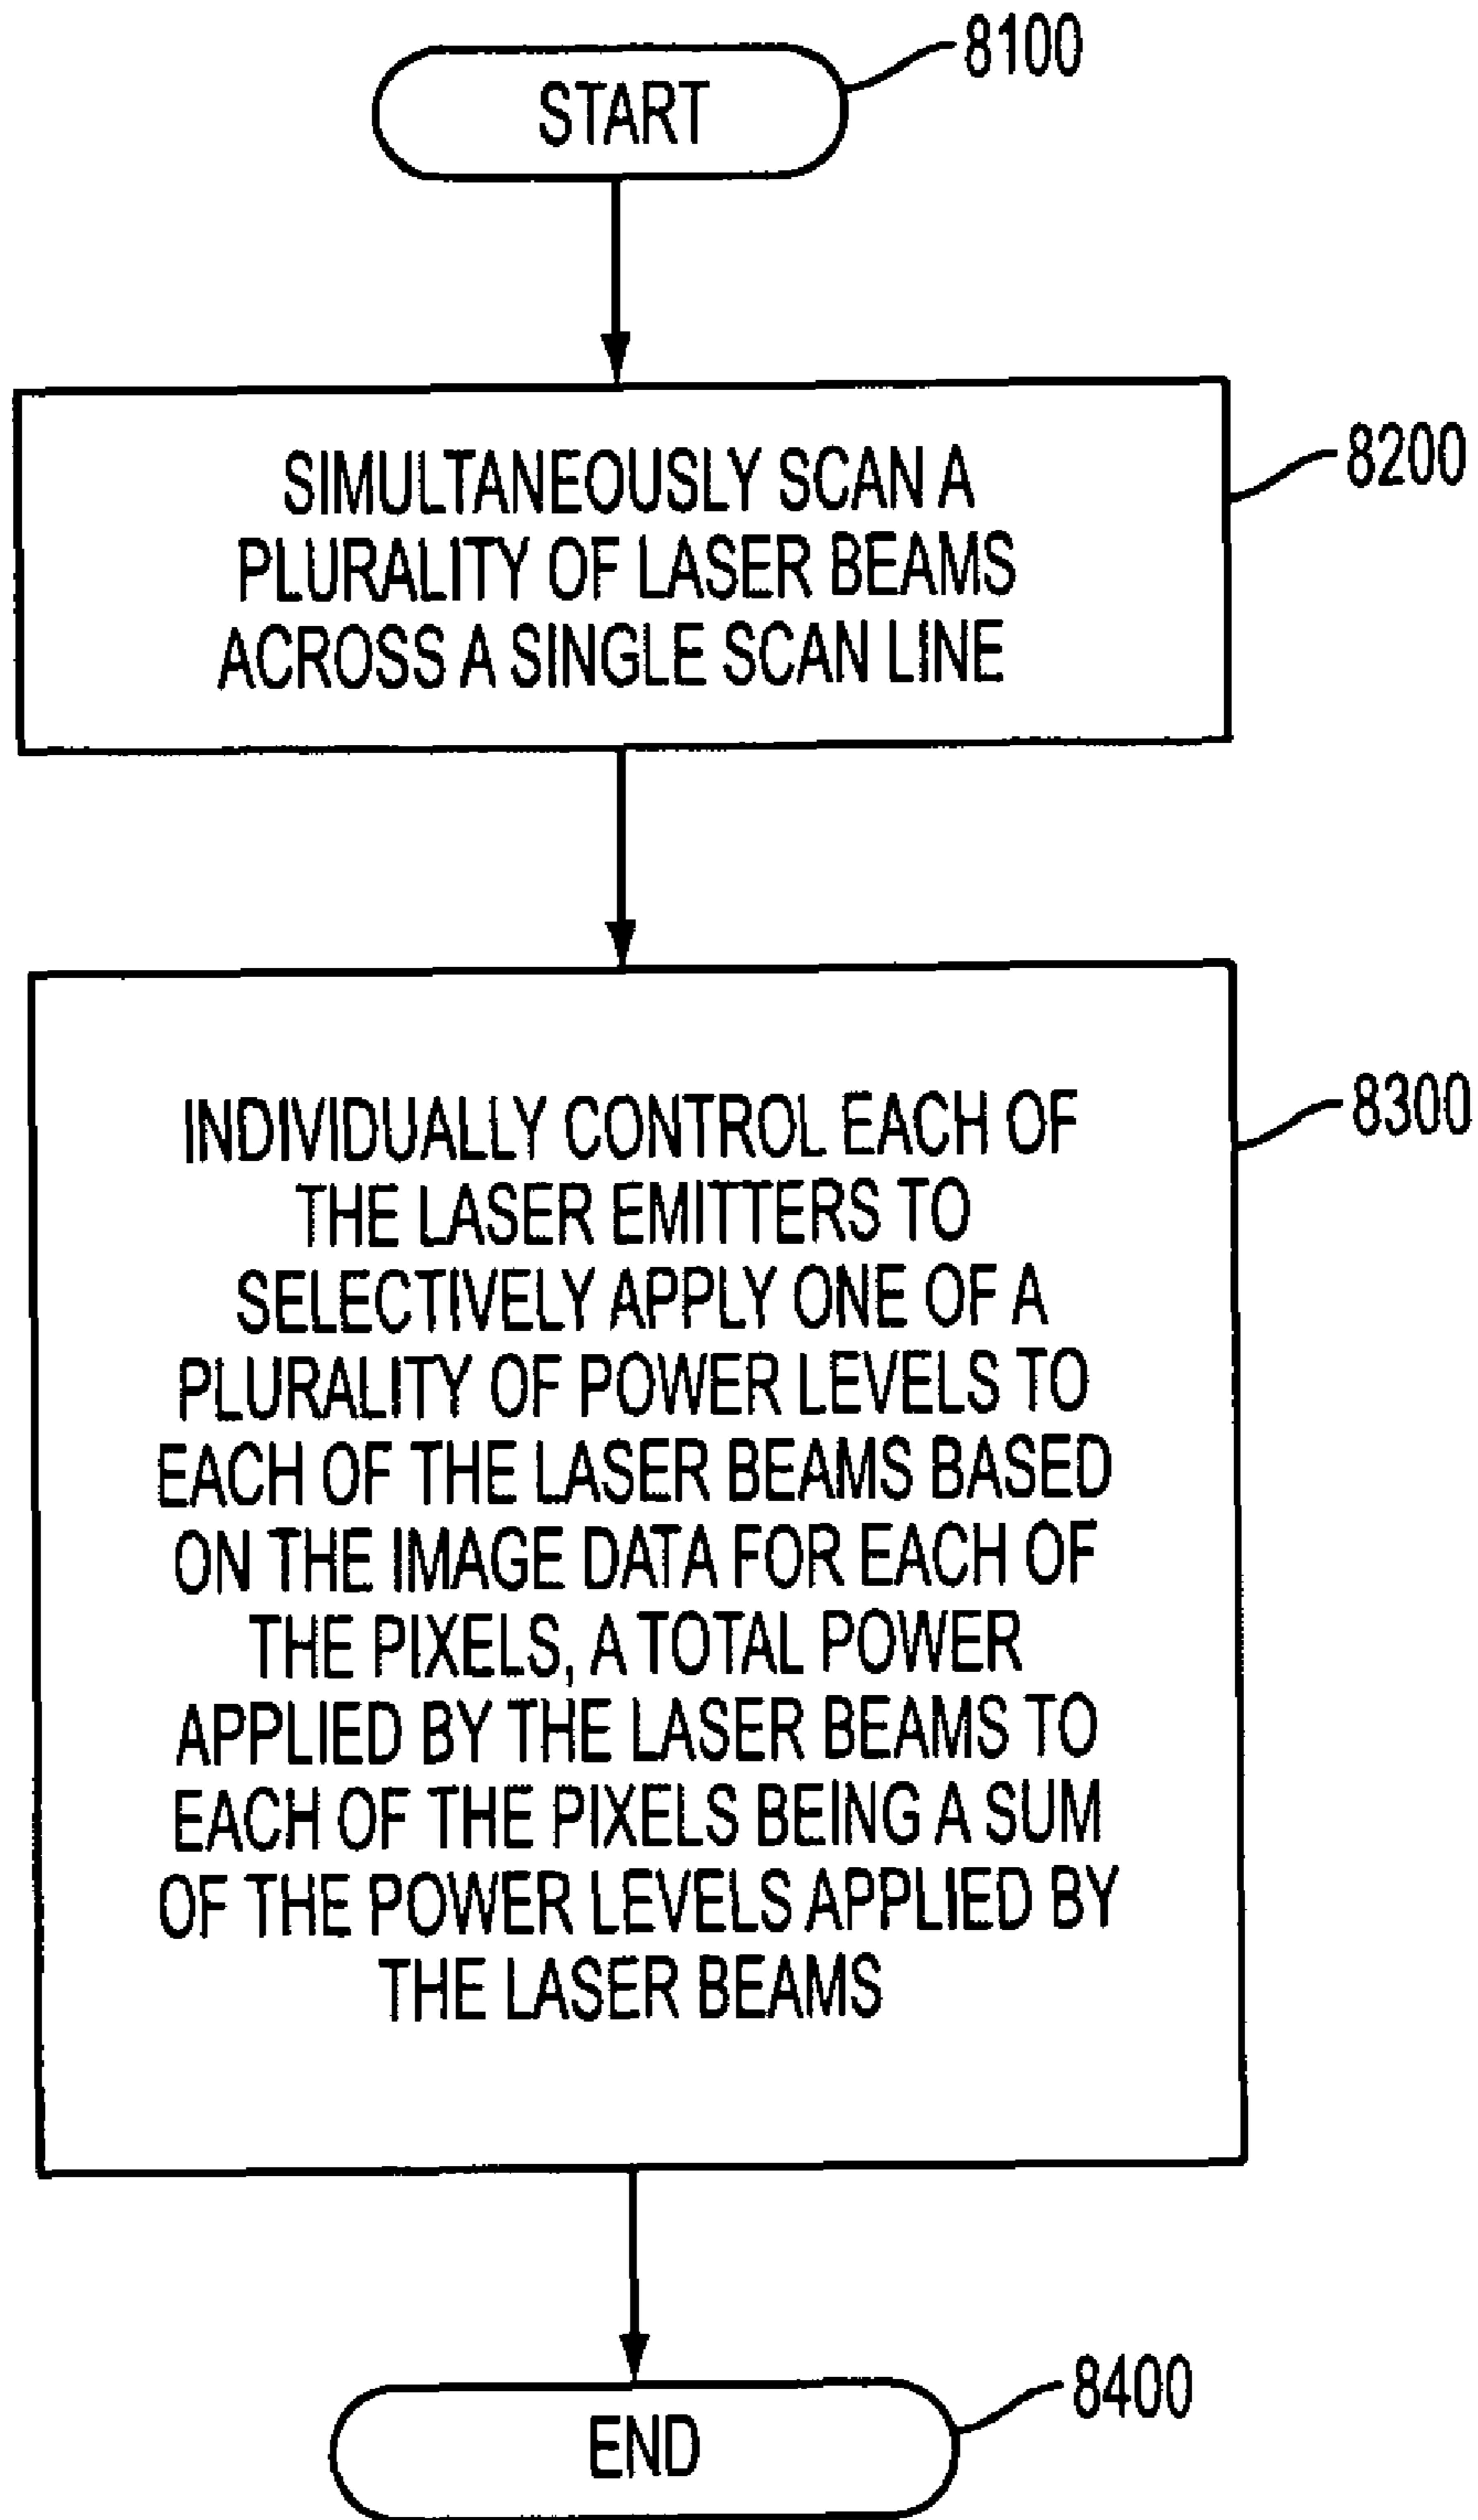 8100
START
SIMULTANEOUSLY SCAN A
PLURALITY OF LASER BEAMS
ACROSS A SINGLE SCAN LINE
8200
INDIVIDUALLY CONTROL EACH OF
THE LASER EMITTERS TO
SELECTIVELY APPLY ONE OF A
PLURALITY OF POWER LEVELS TO
EACH OF THE LASER BEAMS BASED
ON THE IMAGE DATA FOR EACH OF
THE PIXELS, A TOTAL POWER
APPLIED BY THE LASER BEAMS TO
EACH OF THE PIXELS BEING A SUM
OF THE POWER LEVELS APPLIED BY
THE LASER BEAMS
8300
END
8400